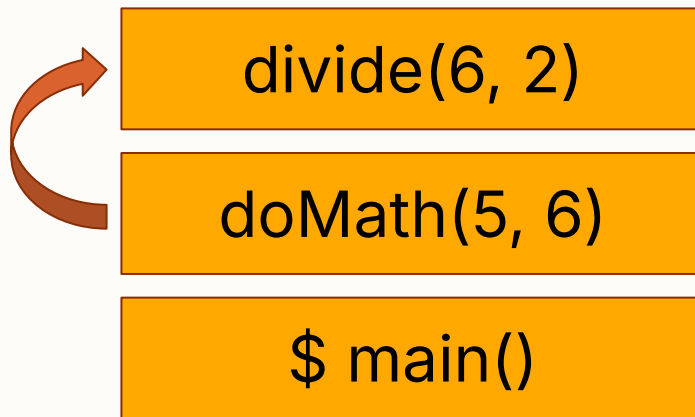 divide(6, 2)
doMath(5, 6)
$ main()